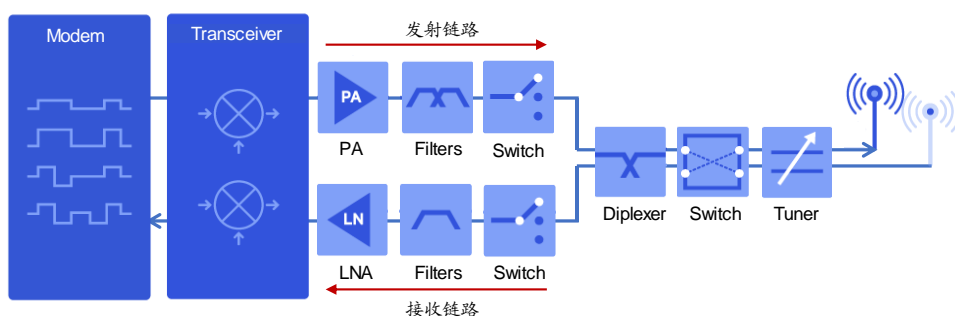 Modem
Transceiver
发射链路
PA
PA
Filters
Switch
LN
LNA
Filters
Switch
接收链路
Diplexer
Switch
Tuner